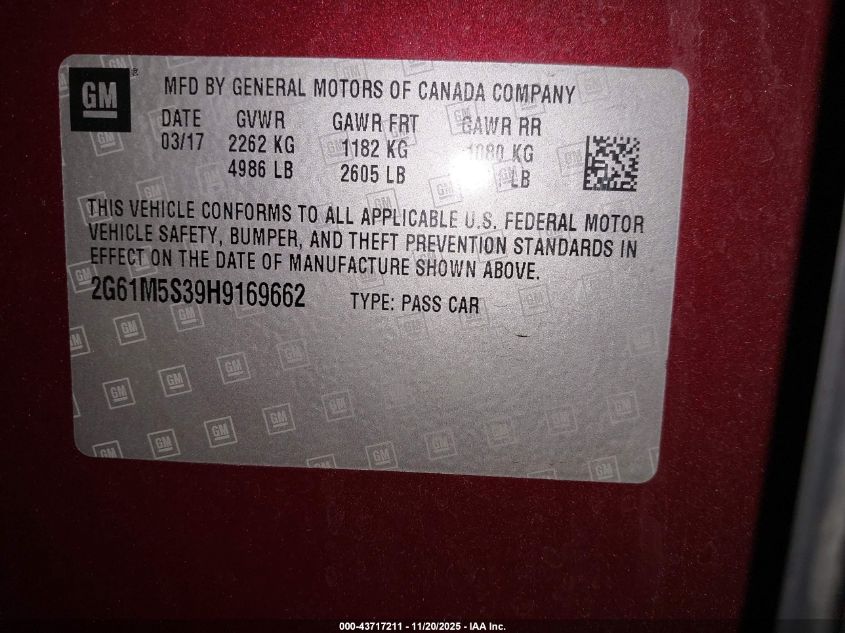 GM
MFD BY GENERAL MOTORS OF CANADA COMPANY
DATE GVWR GAWR FRT GAWR RR
03/17 2262 KG 1182 KG 1080 KG
4986 LB 2605 LB LB
THIS VEHICLE CONFORMS TO ALL APPLICABLE U.S. FEDERAL MOTOR
VEHICLE SAFETY, BUMPER, AND THEFT PREVENTION STANDARDS IN
EFFECT ON THE DATE OF MANUFACTURE SHOWN ABOVE.
2G61M5S39H9169662 TYPE: PASS CAR
000-43717211 - 11/20/2025 - IAA Inc.